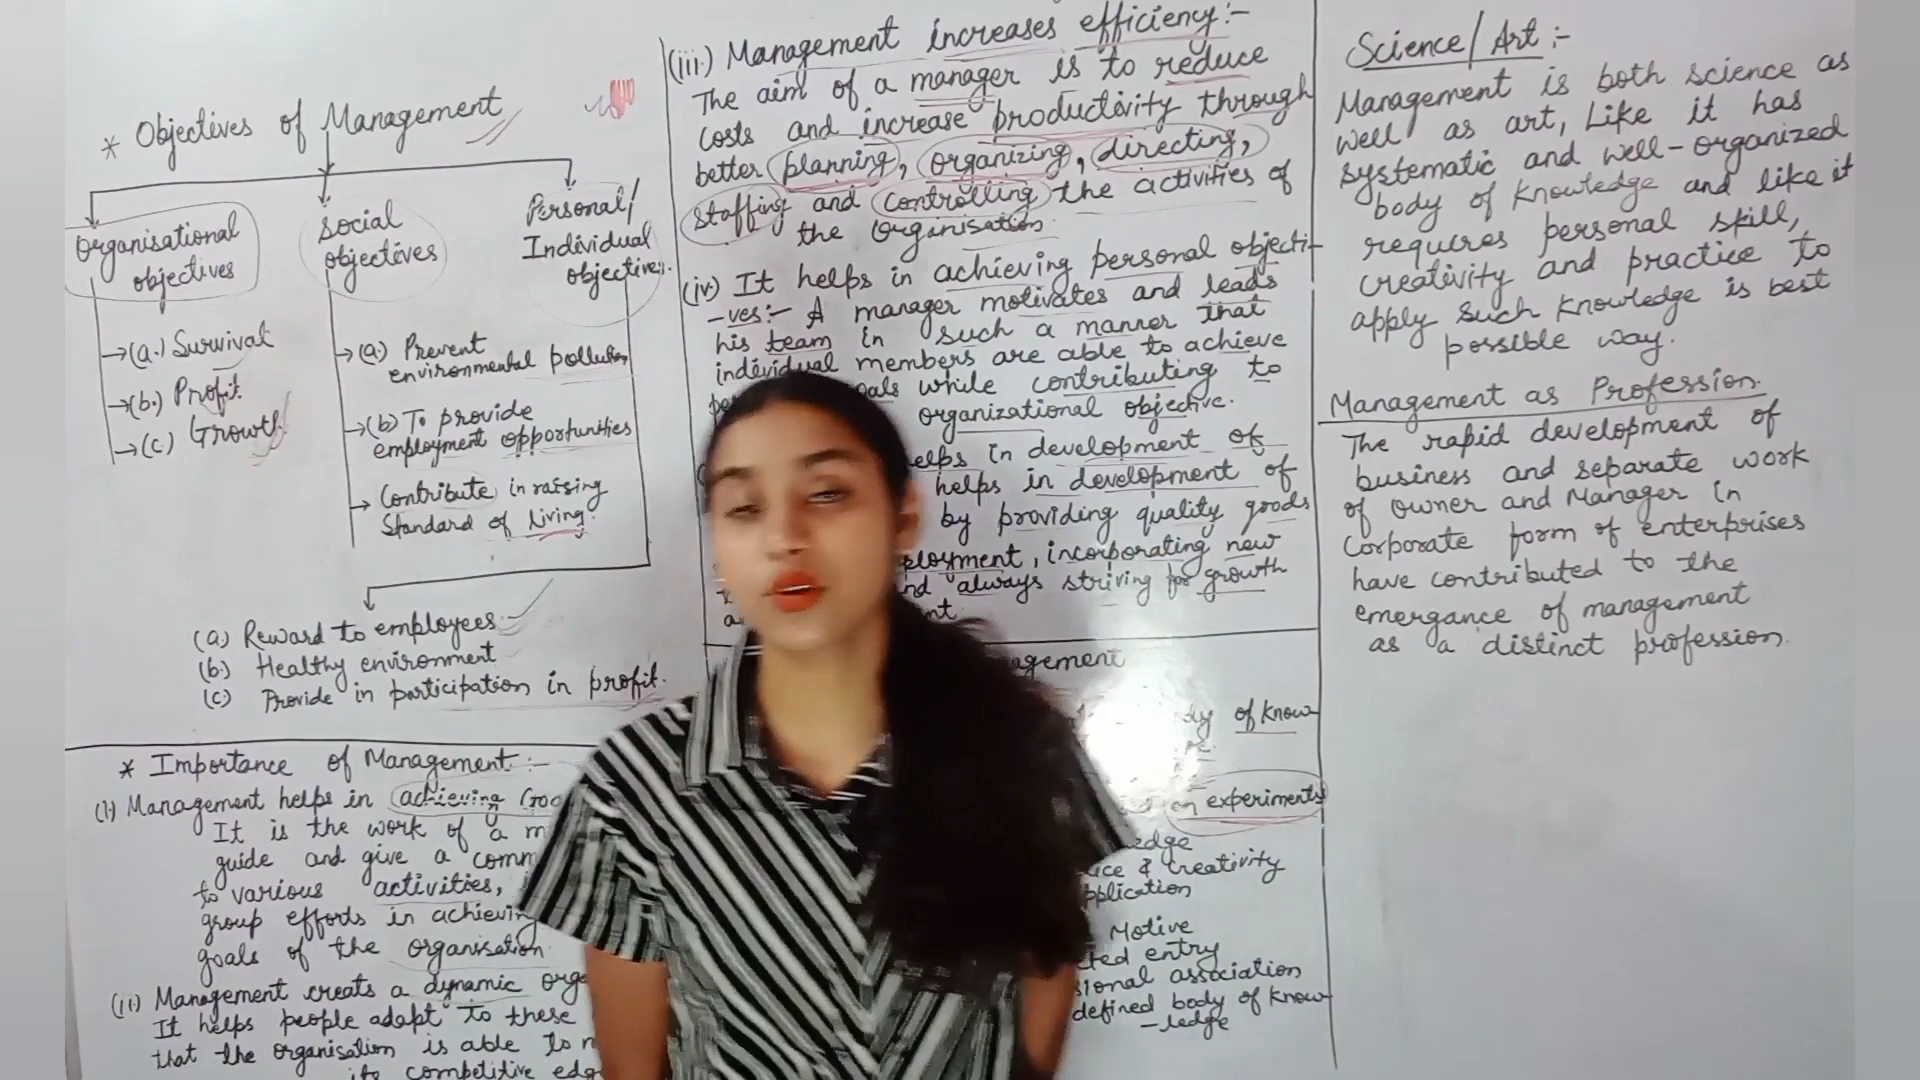 * Objectives of Management
Organisational
objectives
→(a.) Survival
→(b.) Profit
→(c) Growth
Social
objectives
→(a.) Prevent
environmental pollution
→(b) To provide
employment opportunities
→ Contribute in raising
Standard of living.
Personal/
Individual
objectives.
(a) Reward to employees
(b) Healthy environment
(c) Provide in participation in profit.
* Importance of Management :-
(i) Management helps in achieving
It is the work of a
guide and give a
to various activities,
group efforts in
goals of the organisation
(ii) Management creats a dynamic
It helps people adapt to these
that the organisation is able to
its competitive
(iii.) Management increases efficiency :-
The aim of a manager is to reduce
costs and increase productivity through
better planning, organizing, directing,
staffing and controlling the activities of
the organisation.
(iv) It helps in achieving personal objecti-
-ves :- A manager motivates and leads
his team in such a manner that
individual members are able to achieve
while contributing to
organizational objective.
in development of
helps in development of
by providing quality goods
incorporating new
always striving for growth
of know-
on experiments
& creativity
Motive
entry
association
defined body of know-
-ledge
Science/Art :-
Management is both science as
well as art, Like it has
systematic and well-organized
body of knowledge and like it
requires personal skill,
creativity and practice to
apply such knowledge is best
possible way.
Management as Profession.
The rapid development of
business and separate work
of owner and Manager in
corporate form of enterprises
have contributed to the
emergance of management
as a distinct profession.